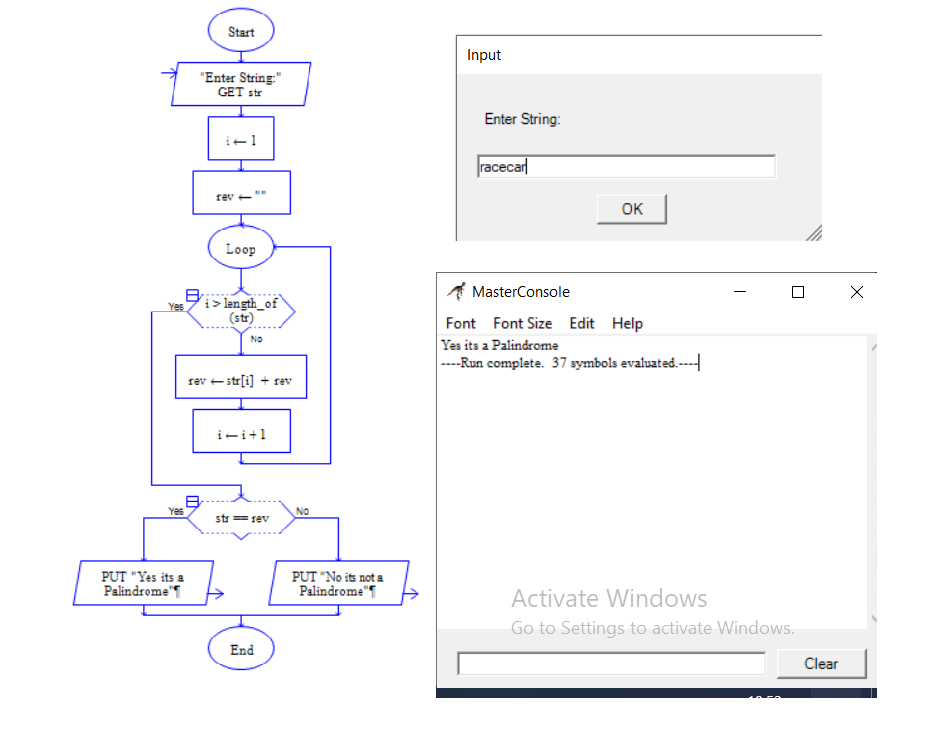 Start
"Enter String:"
GET str
i ← 1
rev ← ""
Loop
Yes
i > length_of
(str)
No
rev ← str[i] + rev
i ← i + 1
Yes
str == rev
No
PUT "Yes its a
Palindrome"¶
PUT "No its not a
Palindrome"¶
End
Input
Enter String:
racecar
OK
MasterConsole
Font Font Size Edit Help
Yes its a Palindrome
----Run complete. 37 symbols evaluated.----
Activate Windows
Go to Settings to activate Windows.
Clear